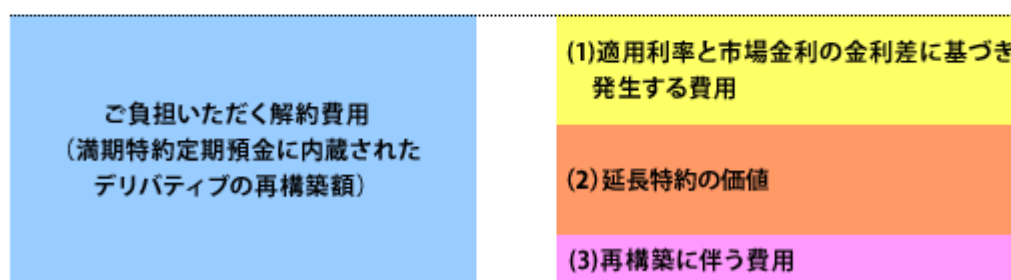 ご負担いただく解約費用
（満期特約定期預金に内蔵された
デリバティブの再構築額）
(1)適用利率と市場金利の金利差に基づき
発生する費用
(2)延長特約の価値
(3)再構築に伴う費用